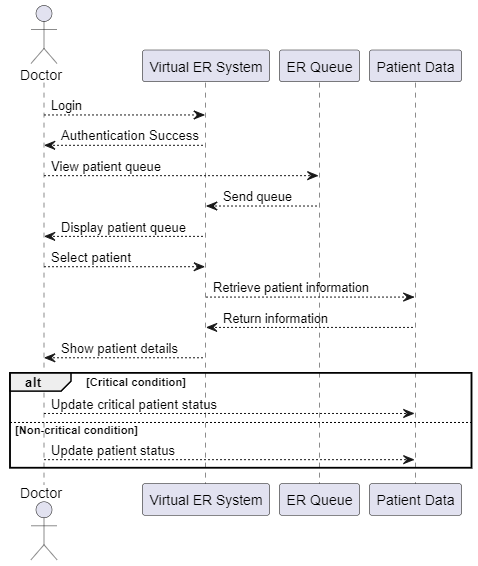 Doctor
Virtual ER System
ER Queue
Patient Data
Login
Authentication Success
View patient queue
Send queue
Display patient queue
Select patient
Retrieve patient information
Return information
Show patient details
alt [Critical condition]
Update critical patient status
[Non-critical condition]
Update patient status
Doctor
Virtual ER System
ER Queue
Patient Data